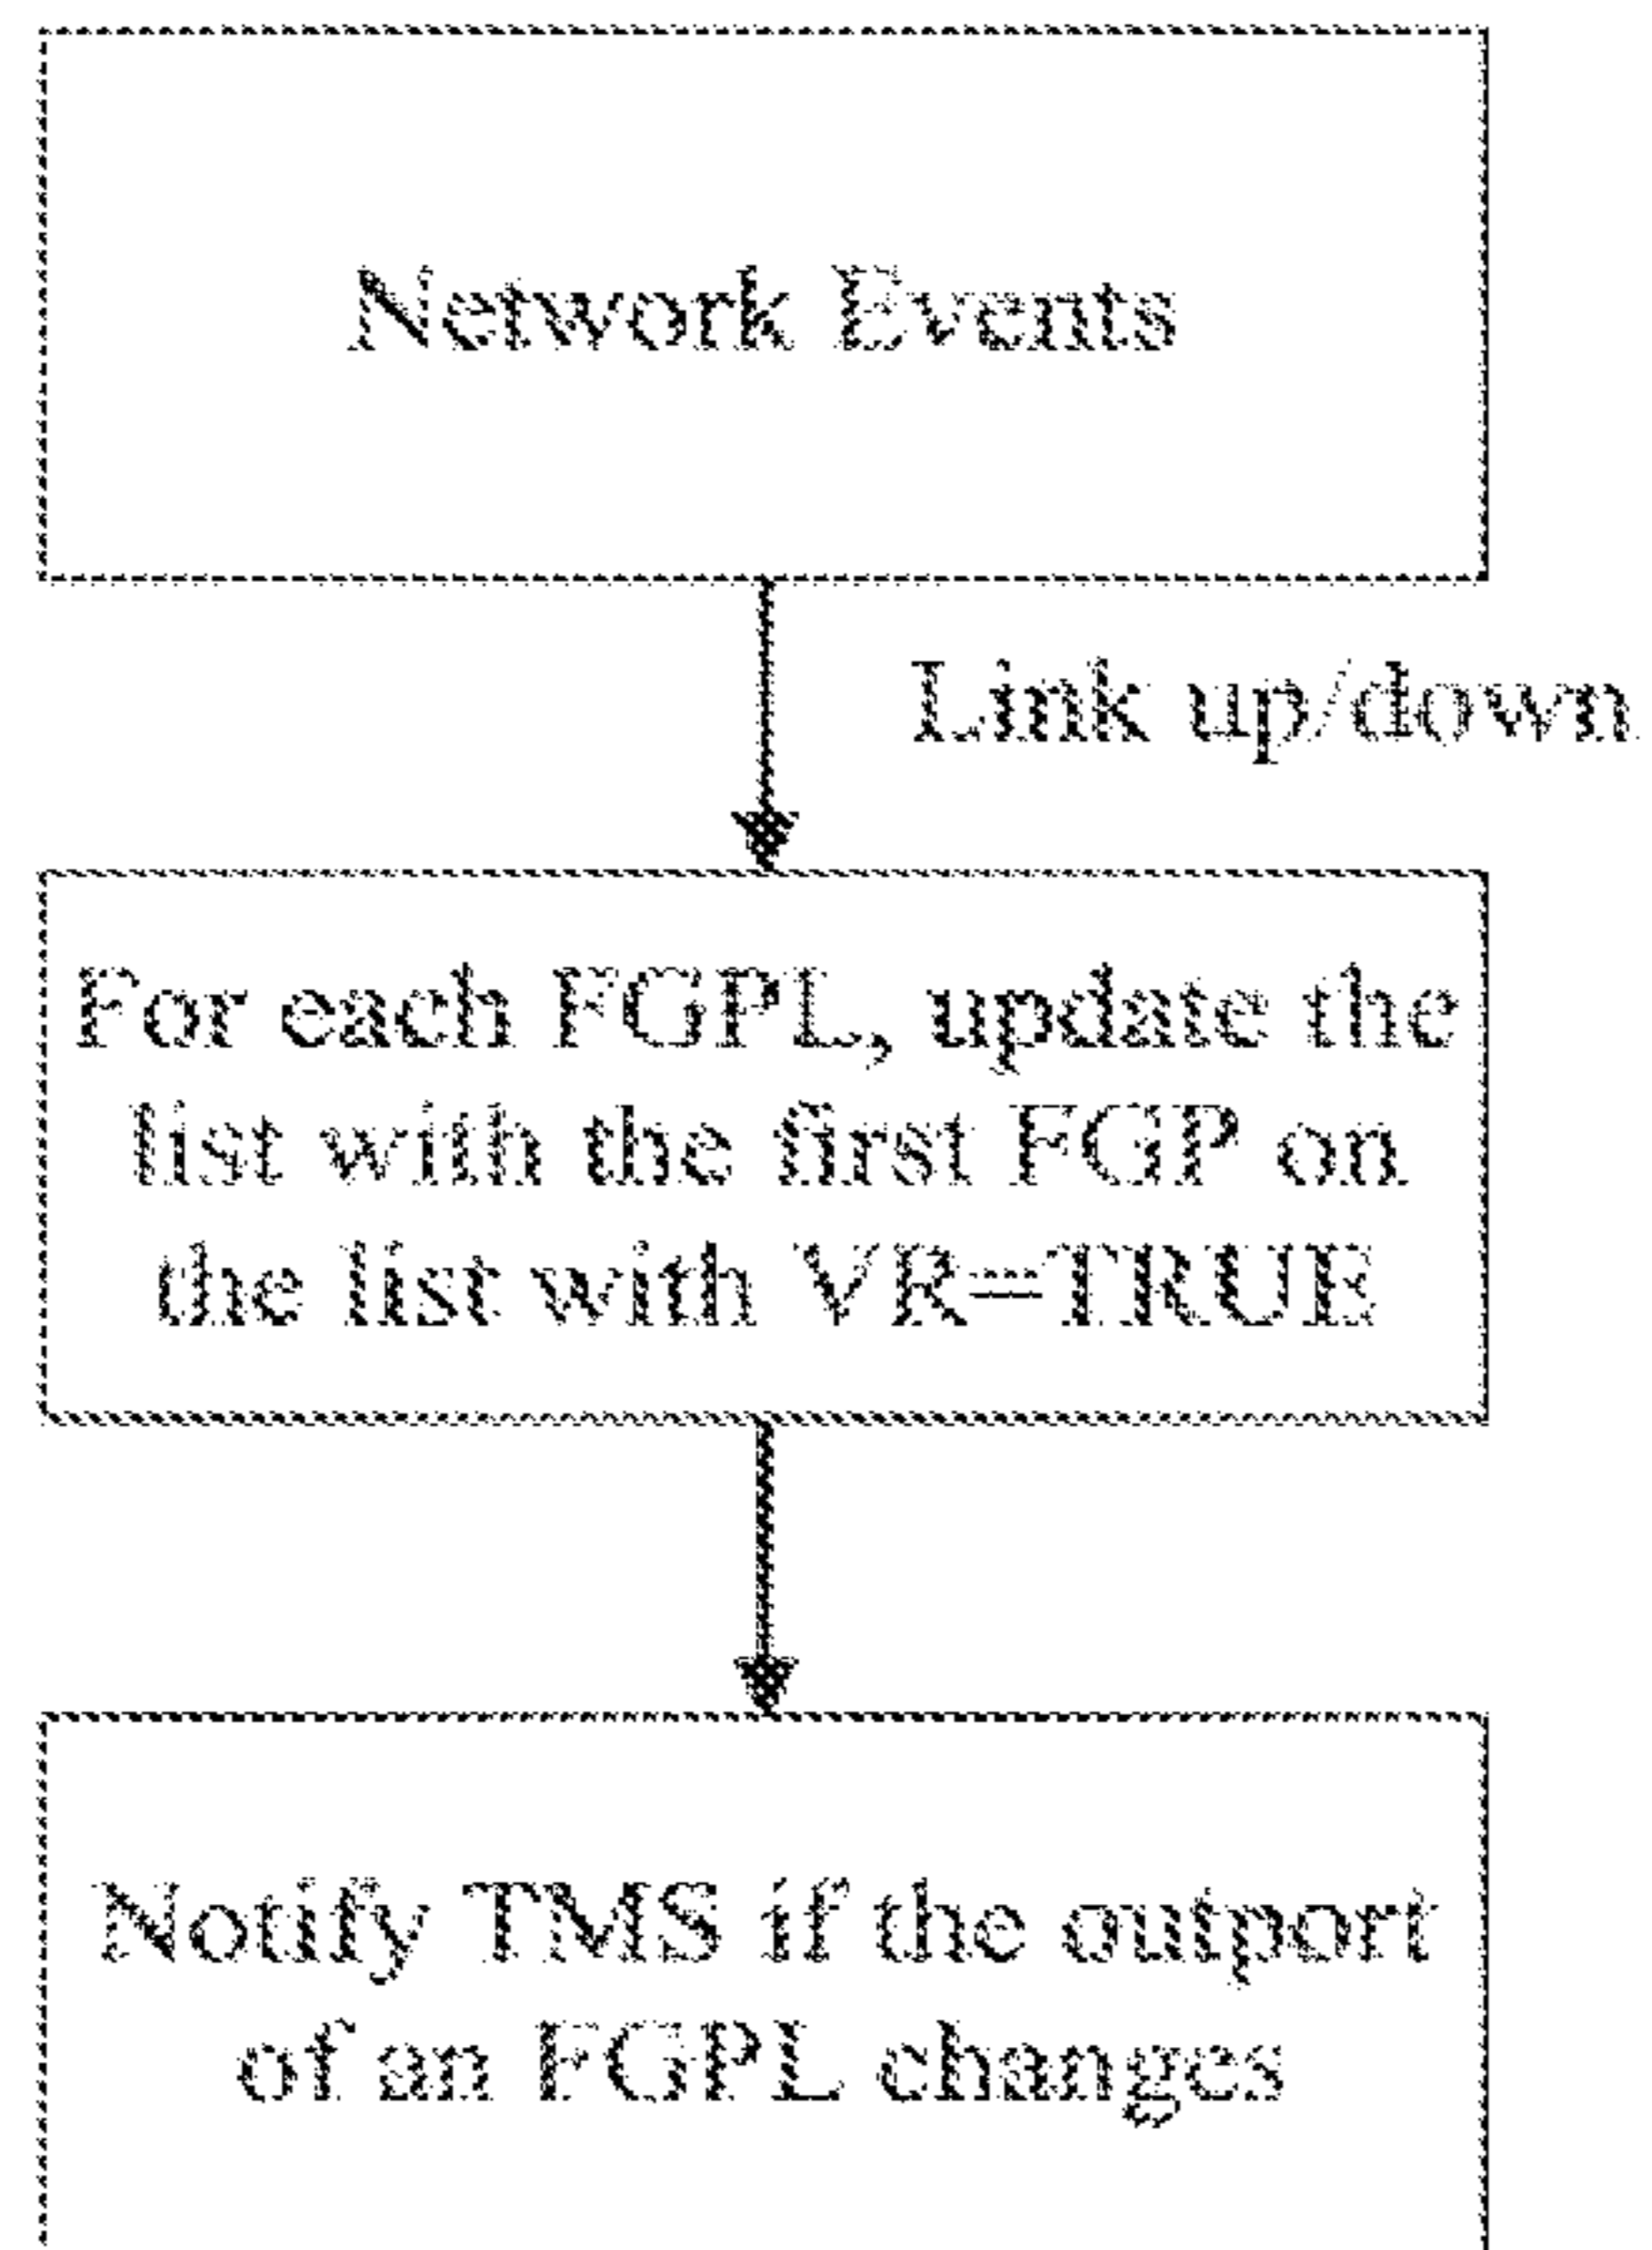 Network Events
Link up/down
For each FGPL, update the
list with the first FGP on
the list with VR=TRUE
Notify TMS if the outport
of an FGPL changes